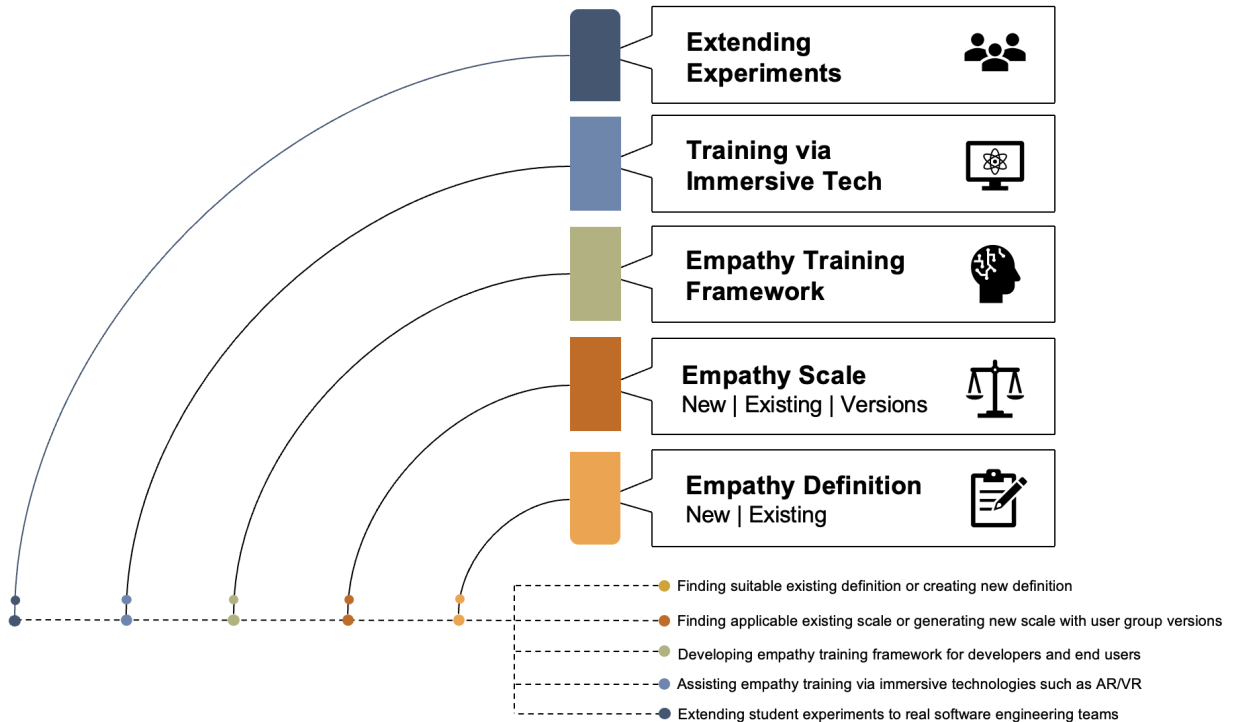 Extending
Experiments
Training via
Immersive Tech
Empathy Training
Framework
Empathy Scale
New | Existing | Versions
Empathy Definition
New | Existing
Finding suitable existing definition or creating new definition
Finding applicable existing scale or generating new scale with user group versions
Developing empathy training framework for developers and end users
Assisting empathy training via immersive technologies such as AR/VR
Extending student experiments to real software engineering teams